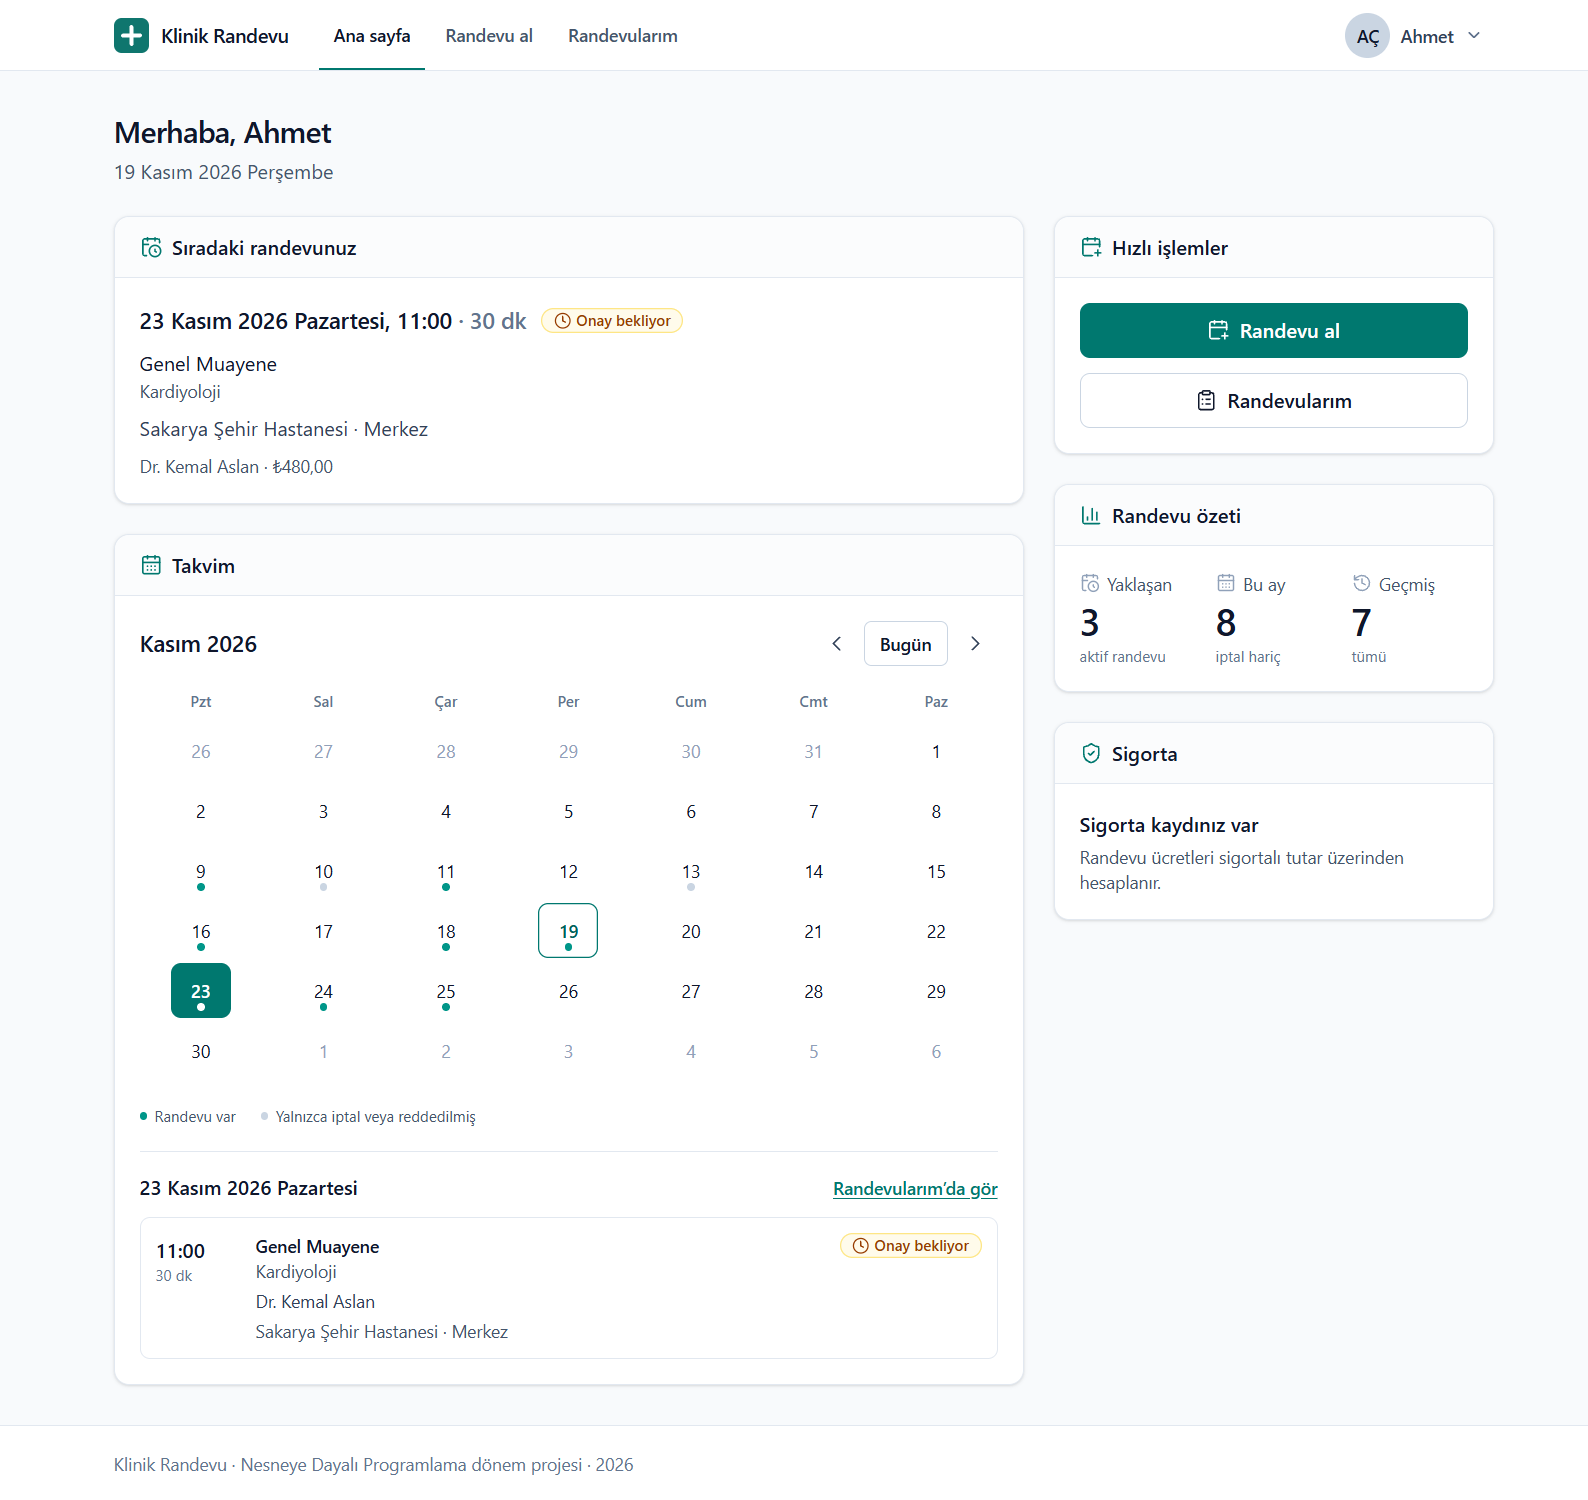 Klinik Randevu
Ana sayfa
Randevu al
Randevularım
AÇ
Ahmet
Merhaba, Ahmet
19 Kasım 2026 Perşembe
Sıradaki randevunuz
23 Kasım 2026 Pazartesi, 11:00 · 30 dk
Onay bekliyor
Genel Muayene
Kardiyoloji
Sakarya Şehir Hastanesi · Merkez
Dr. Kemal Aslan · ₺480,00
Takvim
Kasım 2026
Bugün
Pzt Sal Çar Per Cum Cmt Paz
26 27 28 29 30 31 1
2 3 4 5 6 7 8
9 10 11 12 13 14 15
16 17 18 19 20 21 22
23 24 25 26 27 28 29
30 1 2 3 4 5 6
Randevu var
Yalnızca iptal veya reddedilmiş
23 Kasım 2026 Pazartesi
Randevularım'da gör
11:00
30 dk
Genel Muayene
Onay bekliyor
Kardiyoloji
Dr. Kemal Aslan
Sakarya Şehir Hastanesi · Merkez
Hızlı işlemler
Randevu al
Randevularım
Randevu özeti
Yaklaşan
3
aktif randevu
Bu ay
8
iptal hariç
Geçmiş
7
tümü
Sigorta
Sigorta kaydınız var
Randevu ücretleri sigortalı tutar üzerinden
hesaplanır.
Klinik Randevu · Nesneye Dayalı Programlama dönem projesi · 2026